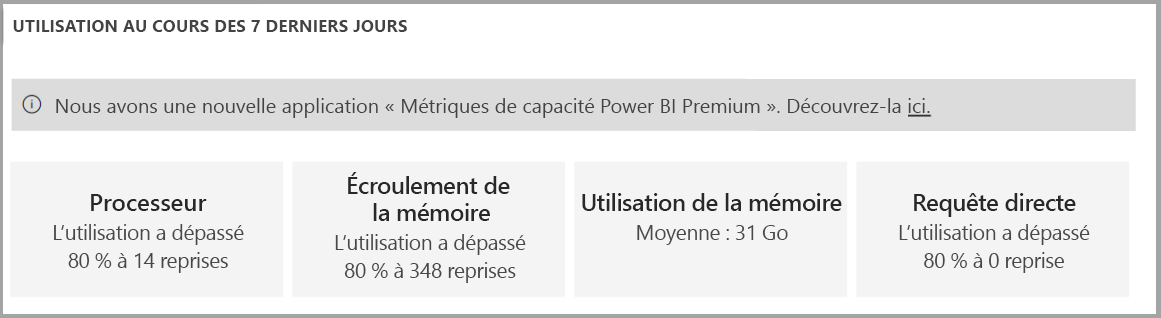 UTILISATION AU COURS DES 7 DERNIERS JOURS
Nous avons une nouvelle application « Métriques de capacité Power BI Premium ». Découvrez-la ici.
Processeur
L’utilisation a dépassé
80 % à 14 reprises
Écroulement de
la mémoire
L’utilisation a dépassé
80 % à 348 reprises
Utilisation de la mémoire
Moyenne : 31 Go
Requête directe
L’utilisation a dépassé
80 % à 0 reprise